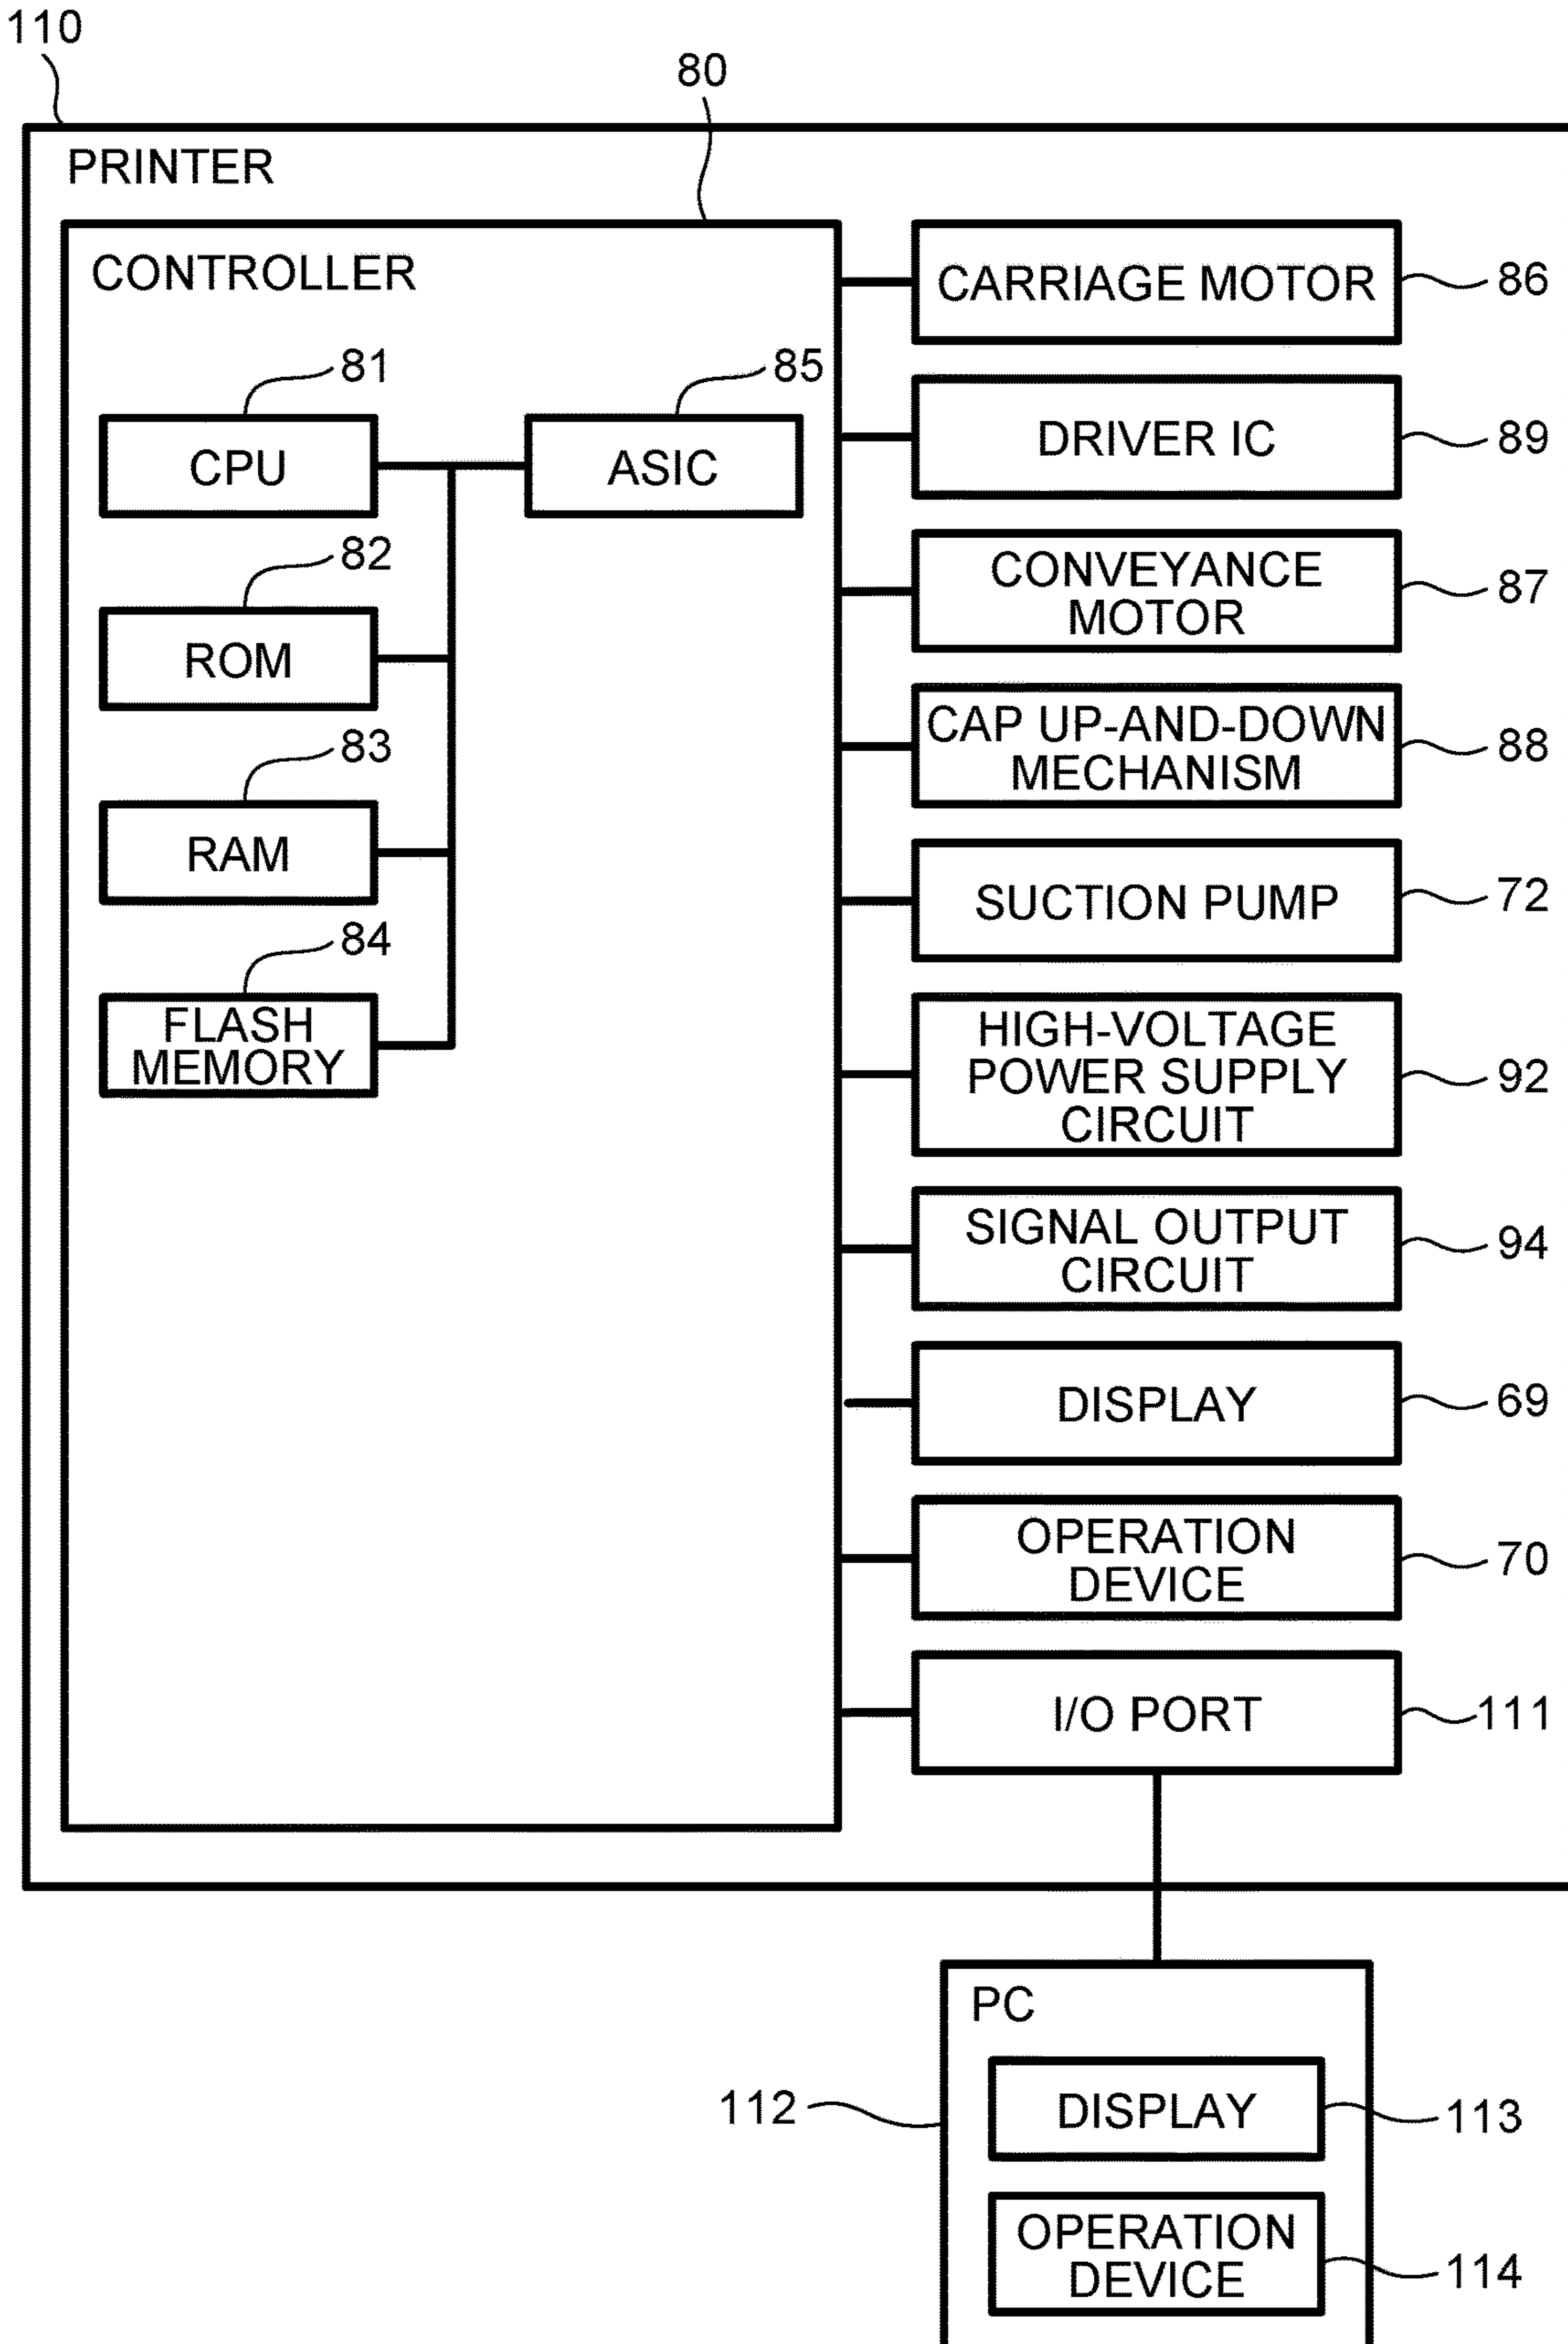 110
80
PRINTER
CONTROLLER
CARRIAGE MOTOR
86
81
85
CPU
ASIC
DRIVER IC
89
82
ROM
CONVEYANCE
MOTOR
87
83
RAM
CAP UP-AND-DOWN
MECHANISM
88
84
FLASH
MEMORY
SUCTION PUMP
72
HIGH-VOLTAGE
POWER SUPPLY
CIRCUIT
92
SIGNAL OUTPUT
CIRCUIT
94
DISPLAY
69
OPERATION
DEVICE
70
I/O PORT
111
PC
112
DISPLAY
113
OPERATION
DEVICE
114